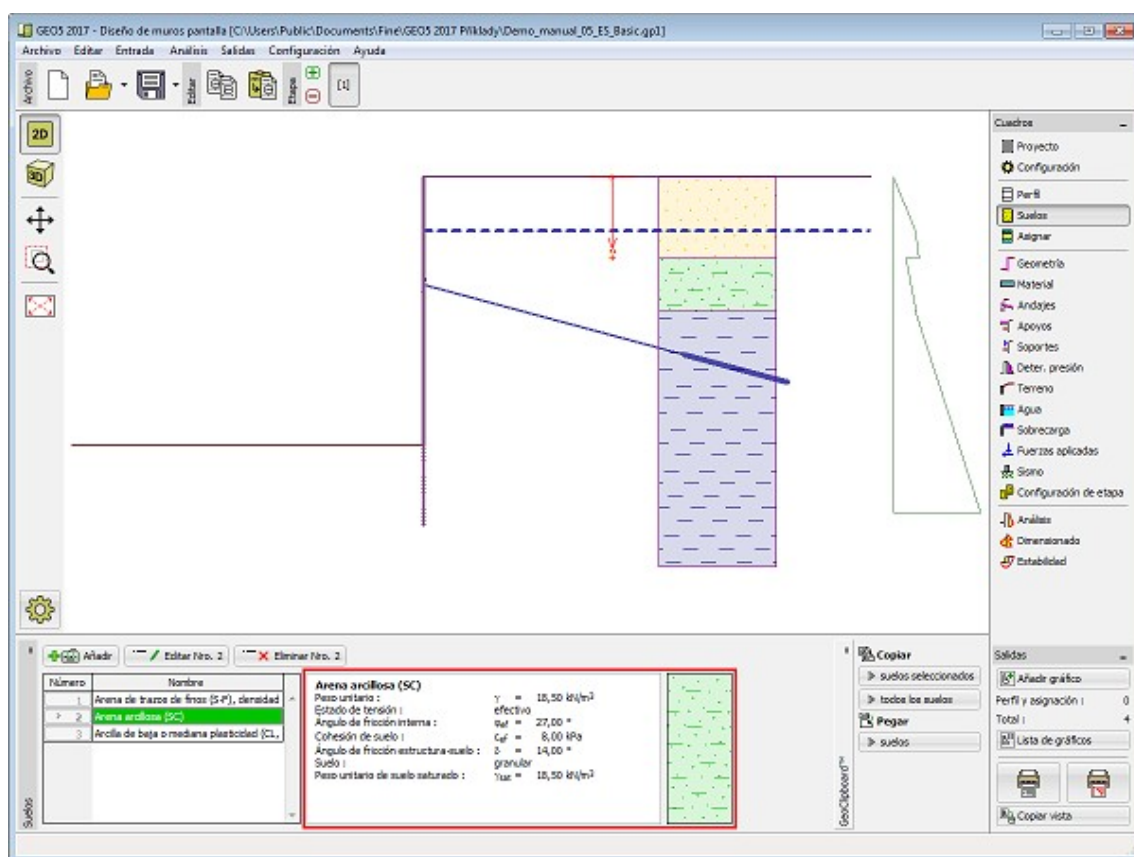 GEO5 2017 - Diseño de muros pantalla [C:\Users\Public\Documents\Fine\GEO5 2017 Příklady\Demo_manual_05_ES_Basic.gp1]
Archivo Editar Entrada Análisis Salidas Configuración Ayuda
Archivo
Editar
Etapa
[1]
2D
3D
Cuadros
Proyecto
Configuración
Perfil
Suelos
Asignar
Geometría
Material
Anclajes
Apoyos
Soportes
Deter. presión
Terreno
Agua
Sobrecarga
Fuerzas aplicadas
Sismo
Configuración de etapa
Análisis
Dimensionado
Estabilidad
Suelos
Añadir
Editar Nro. 2
Eliminar Nro. 2
Número Nombre
1 Arena de trazos de finos (S-F), densidad
> 2 Arena arcillosa (SC)
3 Arcilla de baja o mediana plasticidad (CL,
Arena arcillosa (SC)
Peso unitario : γ = 18,50 kN/m³
Estado de tensión : efectivo
Ángulo de fricción interna : φef = 27,00 °
Cohesión de suelo : cef = 8,00 kPa
Ángulo de fricción estructura-suelo : δ = 14,00 °
Suelo : granular
Peso unitario de suelo saturado : γsat = 18,50 kN/m³
GeoClipboard™
Copiar
suelos seleccionados
todos los suelos
Pegar
suelos
Salidas
Añadir gráfico
Perfil y asignación : 0
Total : 4
Lista de gráficos
Copiar vista